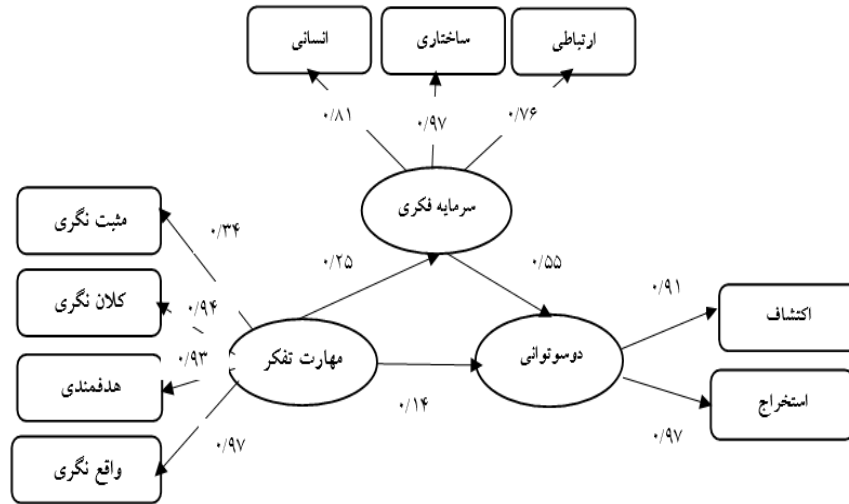 انسانی
ساختاری
ارتباطی
۰/۸۱
۰/۹۷
۰/۷۶
سرمایه فکری
مثبت نگری
۰/۳۴
۰/۲۵
۰/۵۵
کلان نگری
۰/۹۴
۰/۹۱
اکتشاف
هدفمندی
۰/۹۳
مهارت تفکر
دوسوتوانی
۰/۱۴
استخراج
واقع نگری
۰/۹۷
۰/۹۷